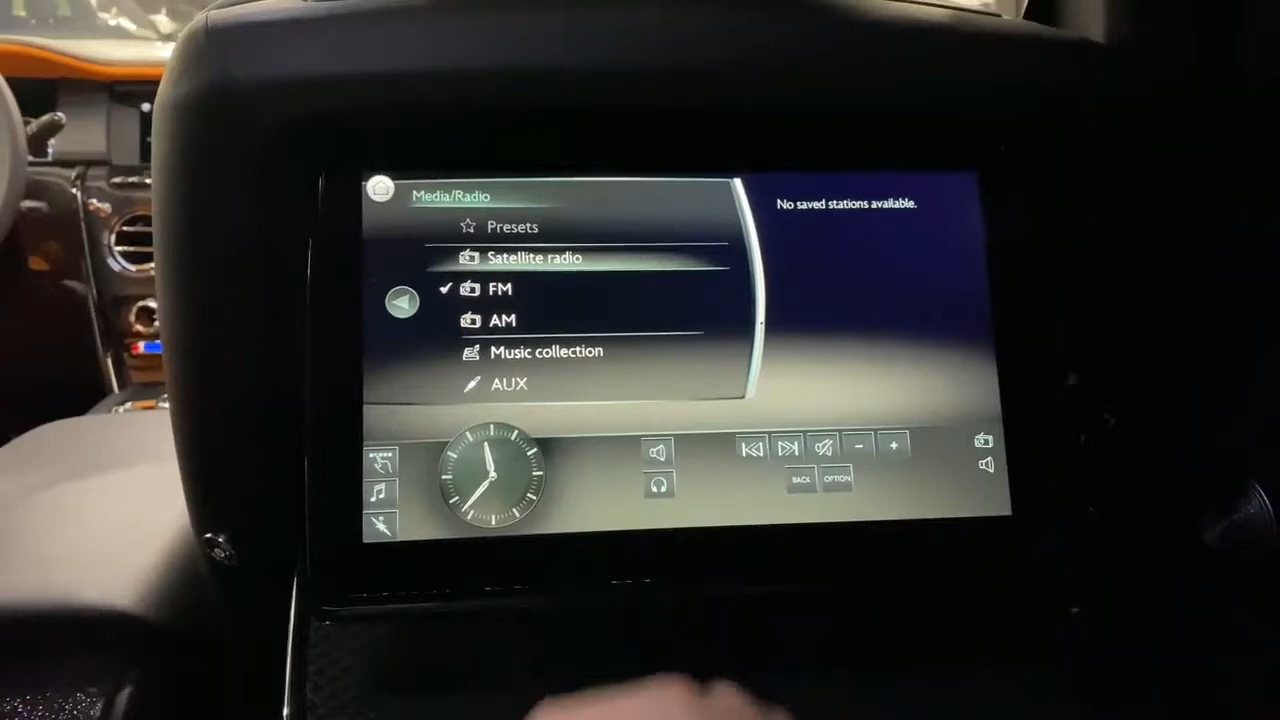 Media/Radio
Presets
Satellite radio
FM
AM
Music collection
AUX
No saved stations available.
- +
BACK OPTION